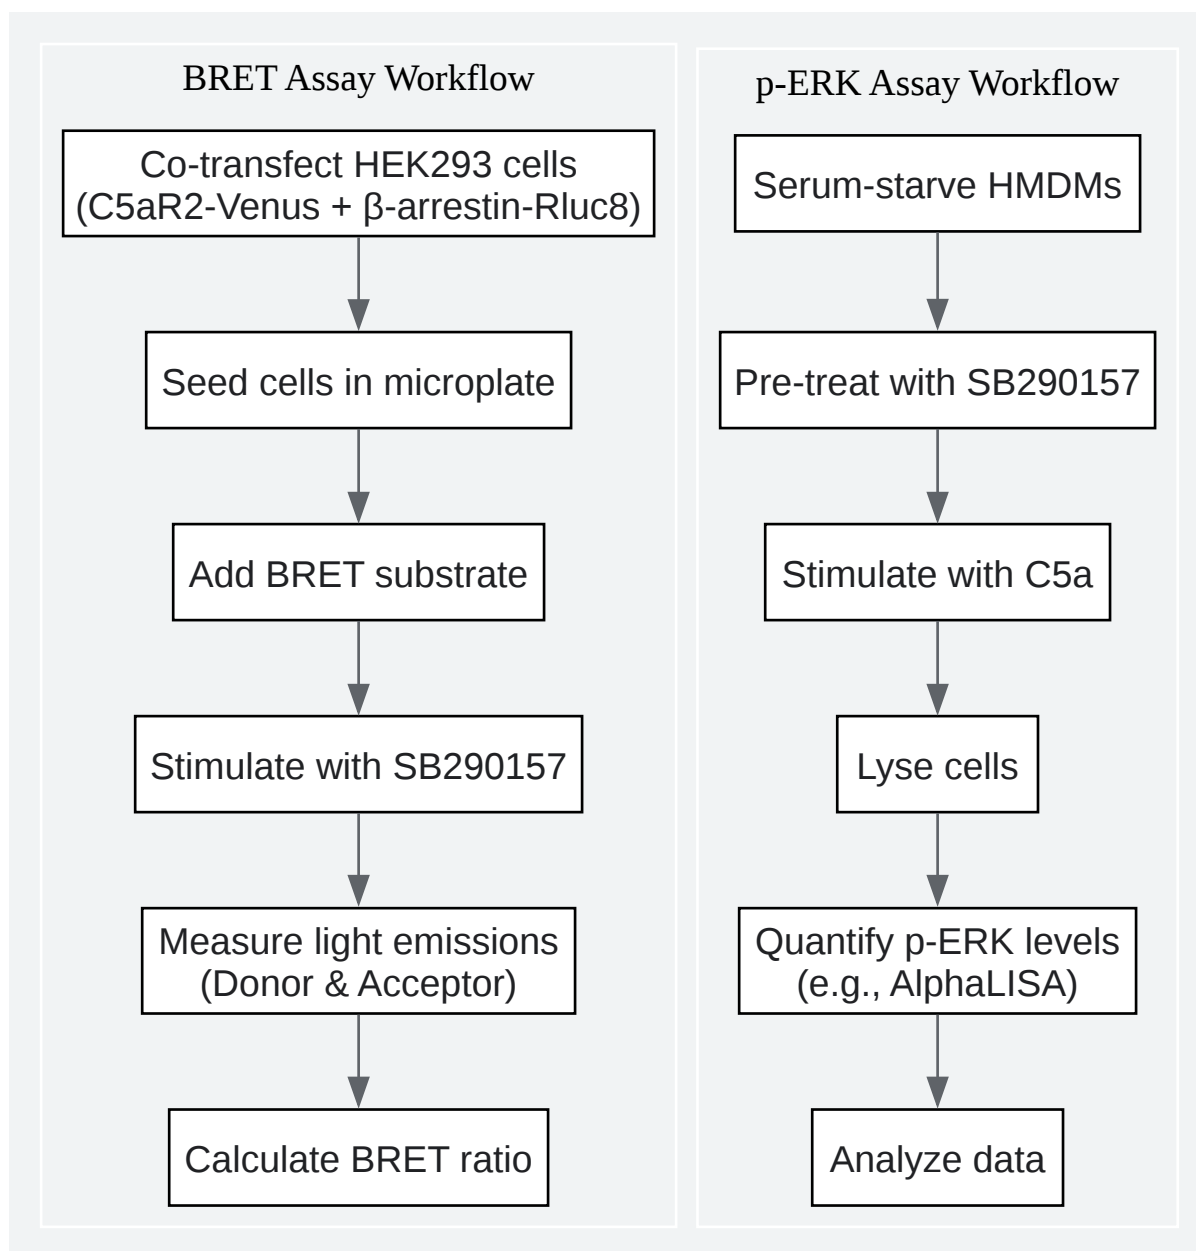 BRET Assay Workflow
Co-transfect HEK293 cells
(C5aR2-Venus + β-arrestin-Rluc8)
Seed cells in microplate
Add BRET substrate
Stimulate with SB290157
Measure light emissions
(Donor & Acceptor)
Calculate BRET ratio
p-ERK Assay Workflow
Serum-starve HMDMs
Pre-treat with SB290157
Stimulate with C5a
Lyse cells
Quantify p-ERK levels
(e.g., AlphaLISA)
Analyze data